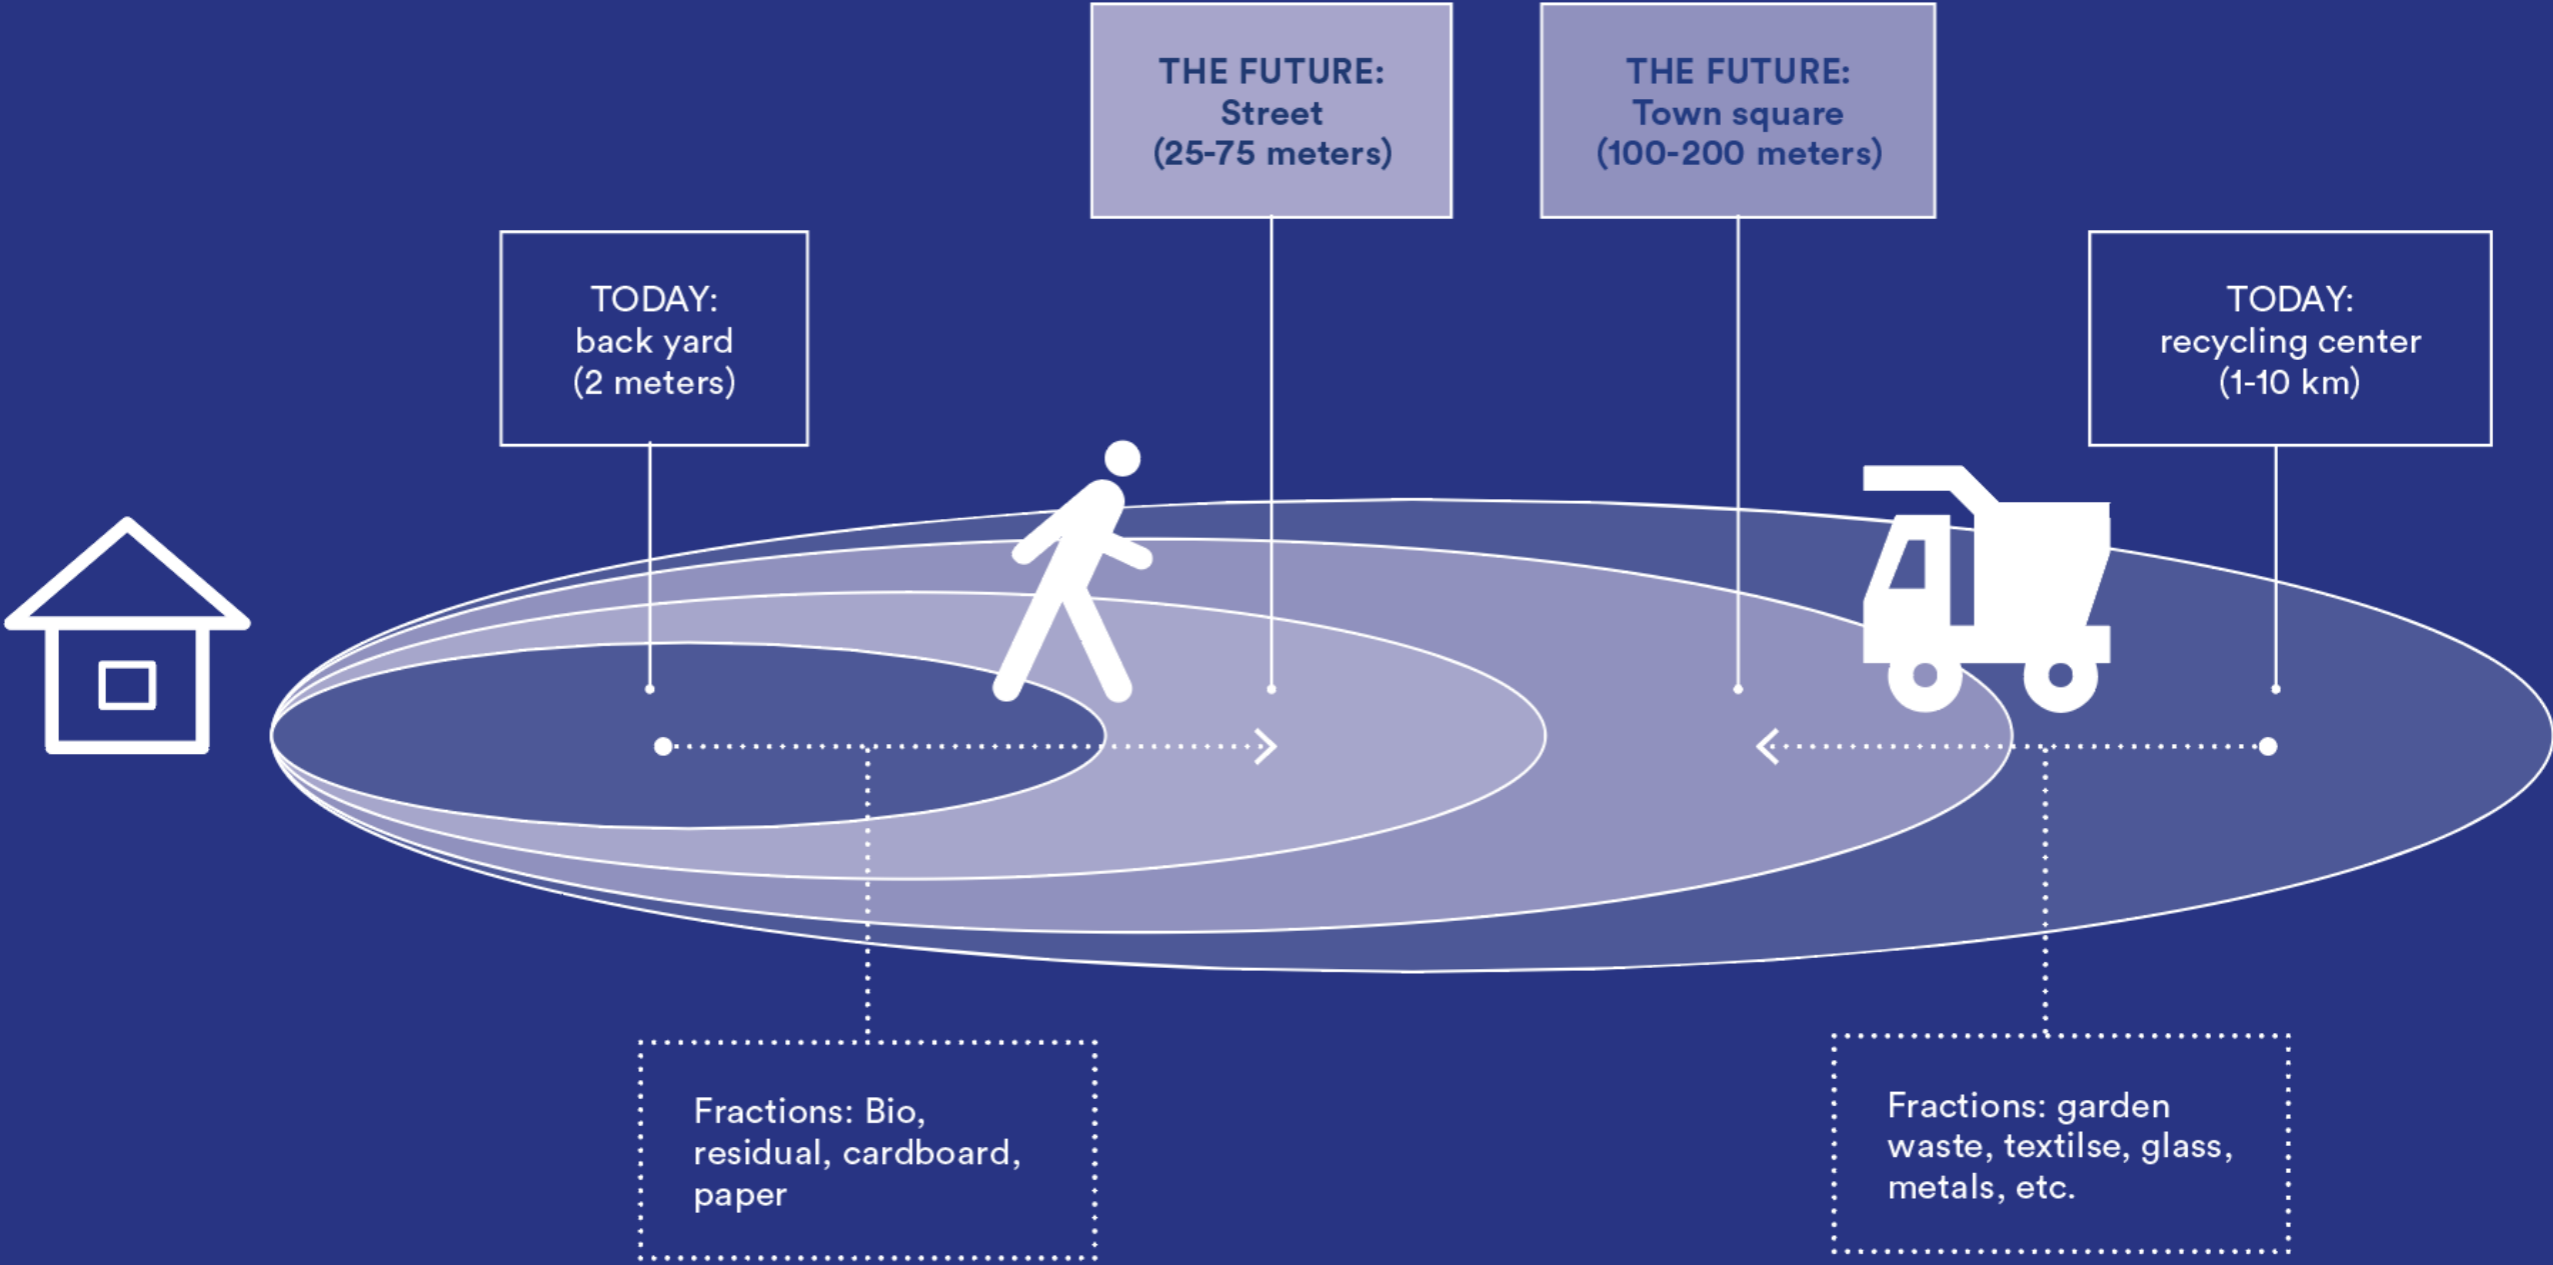 THE FUTURE:
Street
(25-75 meters)
THE FUTURE:
Town square
(100-200 meters)
TODAY:
back yard
(2 meters)
TODAY:
recycling center
(1-10 km)
Fractions: Bio,
residual, cardboard,
paper
Fractions: garden
waste, textilse, glass,
metals, etc.